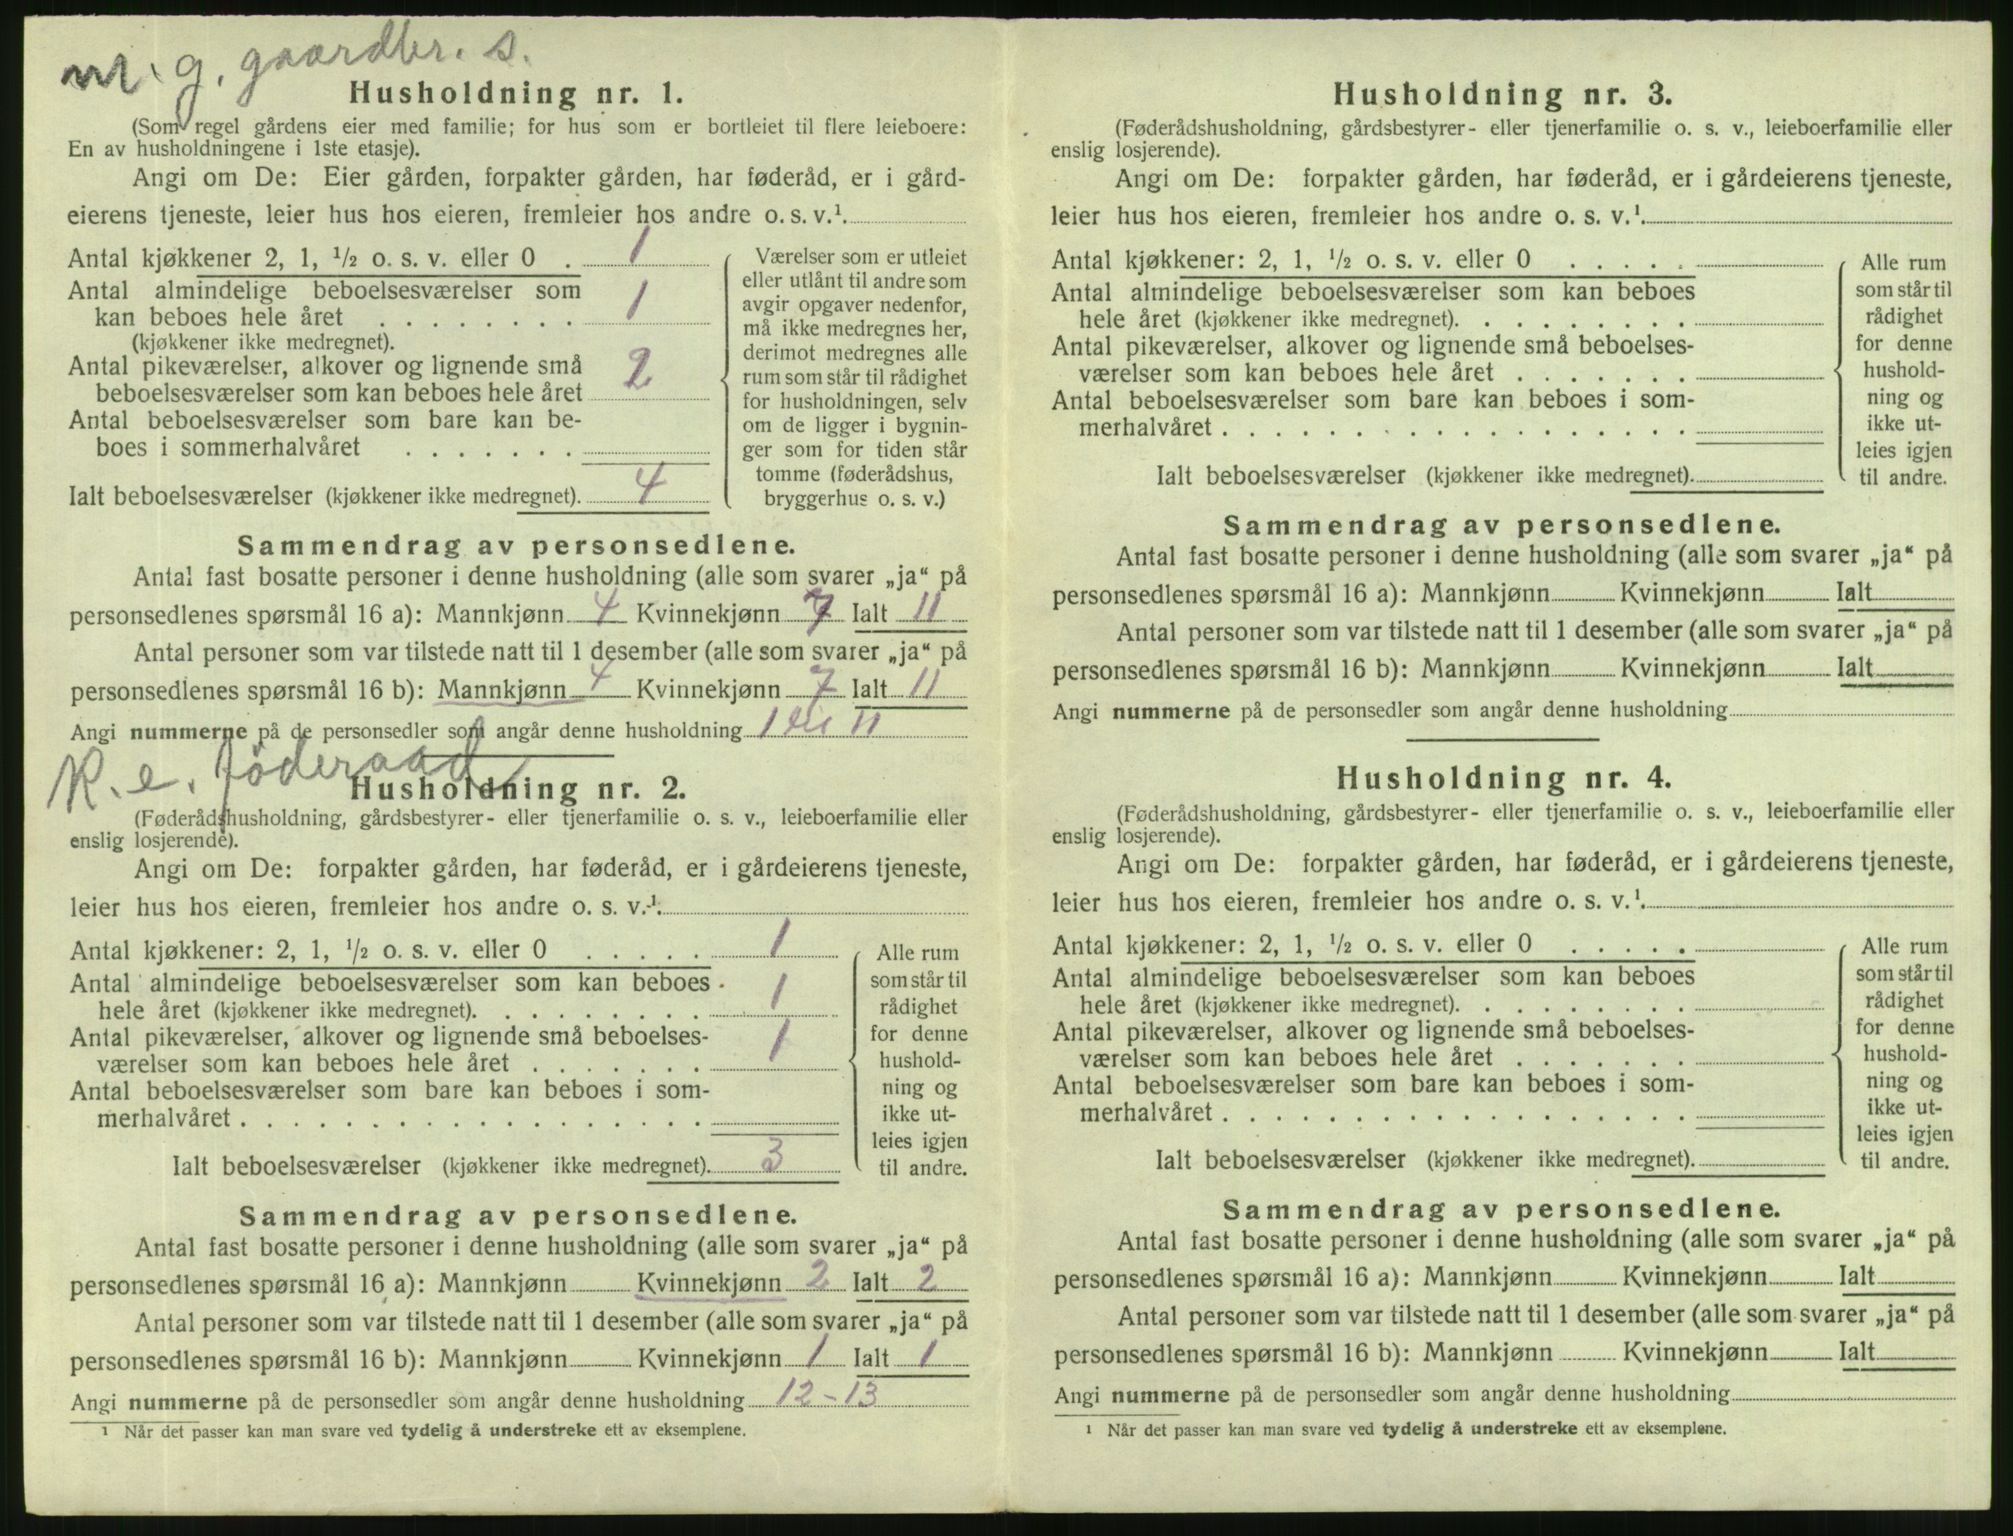 m. g. gaardbr. s.
Husholdning nr. 1.
(Som regel gårdens eier med familie; for hus som er bortleiet til flere leieboere:
En av husholdningene i 1ste etasje).
Angi om De: Eier gården, forpakter gården, har føderåd, er i gård-
eierens tjeneste, leier hus hos eieren, fremleier hos andre o. s. v.¹.
Antal kjøkkener 2, 1, ½ o. s. v. eller 0 . 1
Antal almindelige beboelsesværelser som
kan beboes hele året . . . . . . . . 1
(kjøkkener ikke medregnet).
Antal pikeværelser, alkover og lignende små
beboelsesværelser som kan beboes hele året 2
Antal beboelsesværelser som bare kan be-
boes i sommerhalvåret . . . . . . .
Ialt beboelsesværelser (kjøkkener ikke medregnet). 4
Værelser som er utleiet
eller utlånt til andre som
avgir opgaver nedenfor,
må ikke medregnes her,
derimot medregnes alle
rum som står til rådighet
for husholdningen, selv
om de ligger i bygnin-
ger som for tiden står
tomme (føderådshus,
bryggerhus o. s. v.)
Sammendrag av personsedlene.
Antal fast bosatte personer i denne husholdning (alle som svarer „ja“ på
personsedlenes spørsmål 16 a): Mannkjønn 4 Kvinnekjønn 7 Ialt 11
Antal personer som var tilstede natt til 1 desember (alle som svarer „ja“ på
personsedlenes spørsmål 16 b): Mannkjønn 4 Kvinnekjønn 7 Ialt 11
Angi nummerne på de personsedler som angår denne husholdning 1 11
K. e. føderaad
Husholdning nr. 2.
(Føderådshusholdning, gårdsbestyrer- eller tjenerfamilie o. s. v., leieboerfamilie eller
enslig losjerende).
Angi om De: forpakter gården, har føderåd, er i gårdeierens tjeneste,
leier hus hos eieren, fremleier hos andre o. s. v.¹.
Antal kjøkkener: 2, 1, ½ o. s. v. eller 0 . . . . . 1
Antal almindelige beboelsesværelser som kan beboes
hele året (kjøkkener ikke medregnet). . . . . . . . . 1
Antal pikeværelser, alkover og lignende små beboelses-
værelser som kan beboes hele året . . . . . . . 1
Antal beboelsesværelser som bare kan beboes i som-
merhalvåret . . . . . . . . . . . . . . . . . .
Ialt beboelsesværelser (kjøkkener ikke medregnet). 3
Alle rum
som står til
rådighet
for denne
hushold-
ning og
ikke ut-
leies igjen
til andre.
Sammendrag av personsedlene.
Antal fast bosatte personer i denne husholdning (alle som svarer „ja“ på
personsedlenes spørsmål 16 a): Mannkjønn Kvinnekjønn 2 Ialt 2
Antal personer som var tilstede natt til 1 desember (alle som svarer „ja“ på
personsedlenes spørsmål 16 b): Mannkjønn Kvinnekjønn 1 Ialt 1
Angi nummerne på de personsedler som angår denne husholdning 12-13
¹ Når det passer kan man svare ved tydelig å understreke ett av eksemplene.
Husholdning nr. 3.
(Føderådshusholdning, gårdsbestyrer- eller tjenerfamilie o. s. v., leieboerfamilie eller
enslig losjerende).
Angi om De: forpakter gården, har føderåd, er i gårdeierens tjeneste,
leier hus hos eieren, fremleier hos andre o. s. v.¹.
Antal kjøkkener: 2, 1, ½ o. s. v. eller 0 . . . . .
Antal almindelige beboelsesværelser som kan beboes
hele året (kjøkkener ikke medregnet). . . . . . . . .
Antal pikeværelser, alkover og lignende små beboelses-
værelser som kan beboes hele året . . . . . . .
Antal beboelsesværelser som bare kan beboes i som-
merhalvåret . . . . . . . . . . . . . . . . . .
Ialt beboelsesværelser (kjøkkener ikke medregnet).
Alle rum
som står til
rådighet
for denne
hushold-
ning og
ikke ut-
leies igjen
til andre.
Sammendrag av personsedlene.
Antal fast bosatte personer i denne husholdning (alle som svarer „ja“ på
personsedlenes spørsmål 16 a): Mannkjønn Kvinnekjønn Ialt
Antal personer som var tilstede natt til 1 desember (alle som svarer „ja“ på
personsedlenes spørsmål 16 b): Mannkjønn Kvinnekjønn Ialt
Angi nummerne på de personsedler som angår denne husholdning
Husholdning nr. 4.
(Føderådshusholdning, gårdsbestyrer- eller tjenerfamilie o. s. v., leieboerfamilie eller
enslig losjerende).
Angi om De: forpakter gården, har føderåd, er i gårdeierens tjeneste,
leier hus hos eieren, fremleier hos andre o. s. v.¹.
Antal kjøkkener: 2, 1, ½ o. s. v. eller 0 . . . . .
Antal almindelige beboelsesværelser som kan beboes
hele året (kjøkkener ikke medregnet). . . . . . . . .
Antal pikeværelser, alkover og lignende små beboelses-
værelser som kan beboes hele året . . . . . . .
Antal beboelsesværelser som bare kan beboes i som-
merhalvåret . . . . . . . . . . . . . . . . . .
Ialt beboelsesværelser (kjøkkener ikke medregnet).
Alle rum
som står til
rådighet
for denne
hushold-
ning og
ikke ut-
leies igjen
til andre.
Sammendrag av personsedlene.
Antal fast bosatte personer i denne husholdning (alle som svarer „ja“ på
personsedlenes spørsmål 16 a): Mannkjønn Kvinnekjønn Ialt
Antal personer som var tilstede natt til 1 desember (alle som svarer „ja“ på
personsedlenes spørsmål 16 b): Mannkjønn Kvinnekjønn Ialt
Angi nummerne på de personsedler som angår denne husholdning
¹ Når det passer kan man svare ved tydelig å understreke ett av eksemplene.